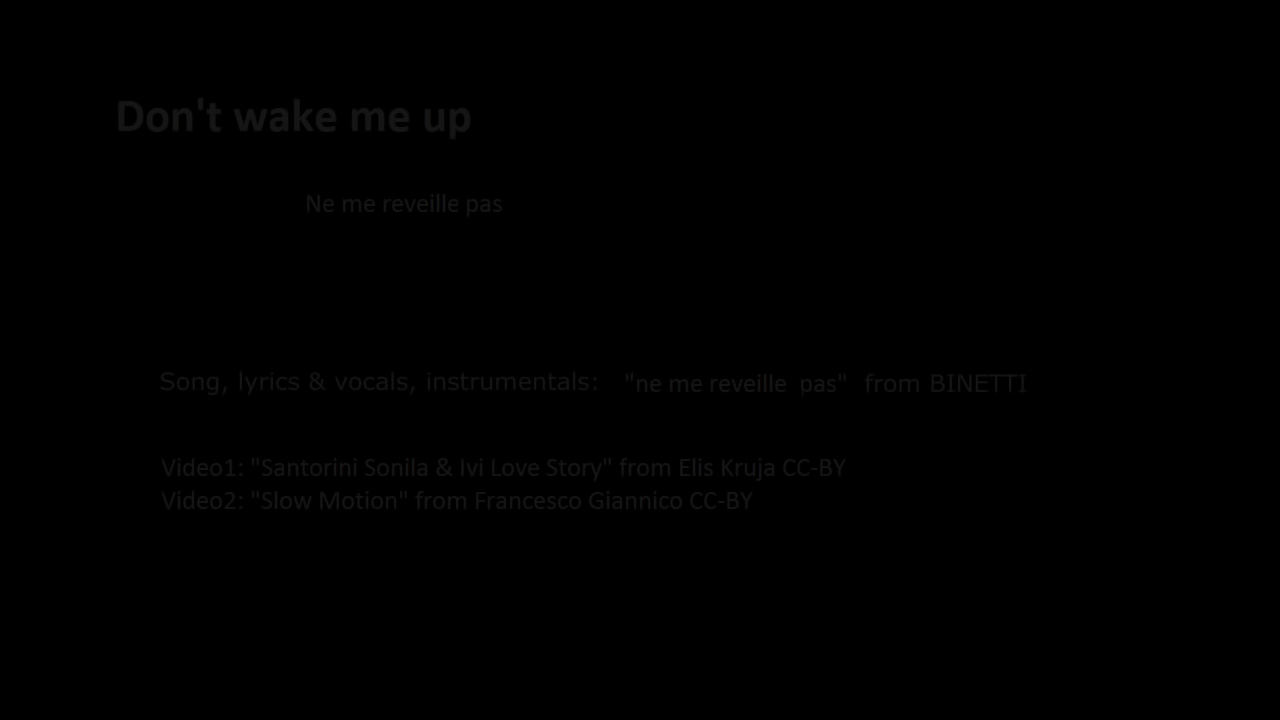 Don't wake me up
Ne me reveille pas
Song, lyrics & vocals, instrumentals: "ne me reveille pas" from BINETTI
Video1: "Santorini Sonila & Ivi Love Story" from Elis Kruja CC-BY
Video2: "Slow Motion" from Francesco Giannico CC-BY